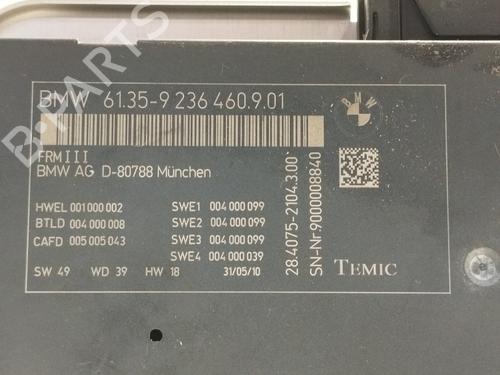 BMW 61.35-9 236 460.9.01
FRM III
BMW AG D-80788 München
HWEL 001 000 002
BTLD 004 000 008
CAFD 005 005 043
SWE1 004 000 099
SWE2 004 000 099
SWE3 004 000 099
SWE4 004 000 039
SW 49 WD 39 HW 18 31/05/10
28.4075-2104.3.00
SN-Nr9000008840
TEMIC
BMW
B-PARTS